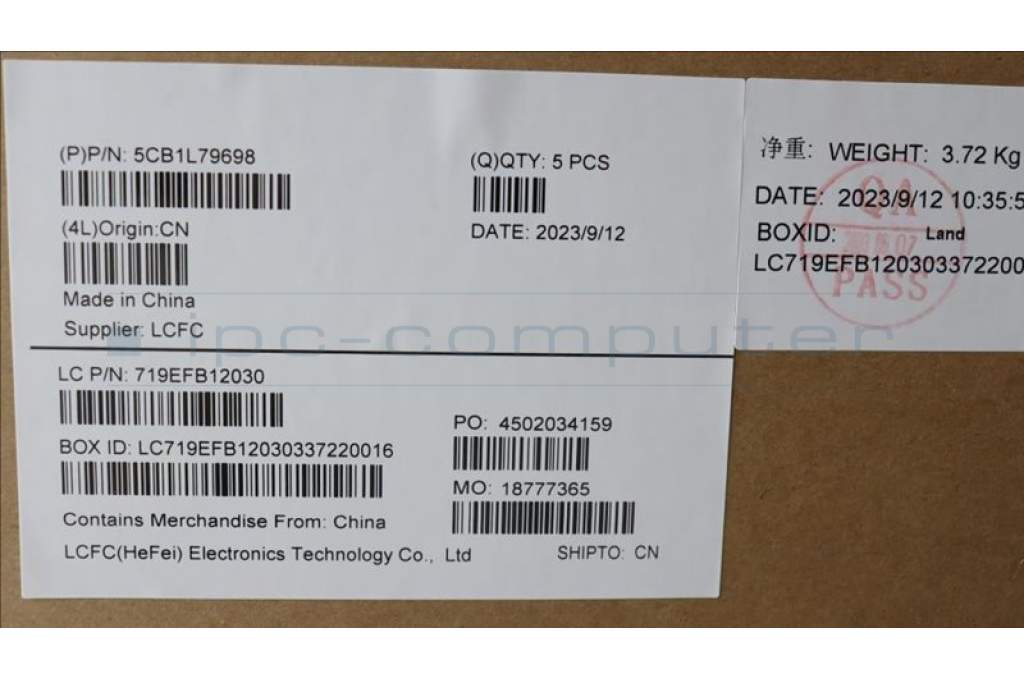 (P)P/N: 5CB1L79698
(Q)QTY: 5 PCS
(4L)Origin:CN
DATE: 2023/9/12
Made in China
Supplier: LCFC
LC P/N: 719EFB12030
PO: 4502034159
BOX ID: LC719EFB12030337220016
MO: 18777365
Contains Merchandise From: China
LCFC(HeFei) Electronics Technology Co., Ltd
SHIPTO: CN
净重: WEIGHT: 3.72 Kg
DATE: 2023/9/12 10:35:5
BOXID: Land
LC719EFB120303372200
QA
PASS
ipc-computer